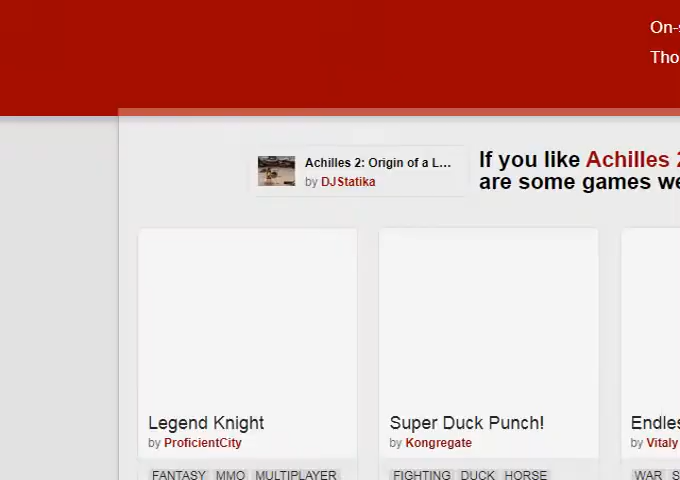 On-
Tho
Achilles 2: Origin of a L...
by DJStatika
If you like Achilles 2
are some games we
Legend Knight
by ProficientCity
FANTASY MMO MULTIPLAYER
Super Duck Punch!
by Kongregate
FIGHTING DUCK HORSE
Endles
by Vitaly
WAR S